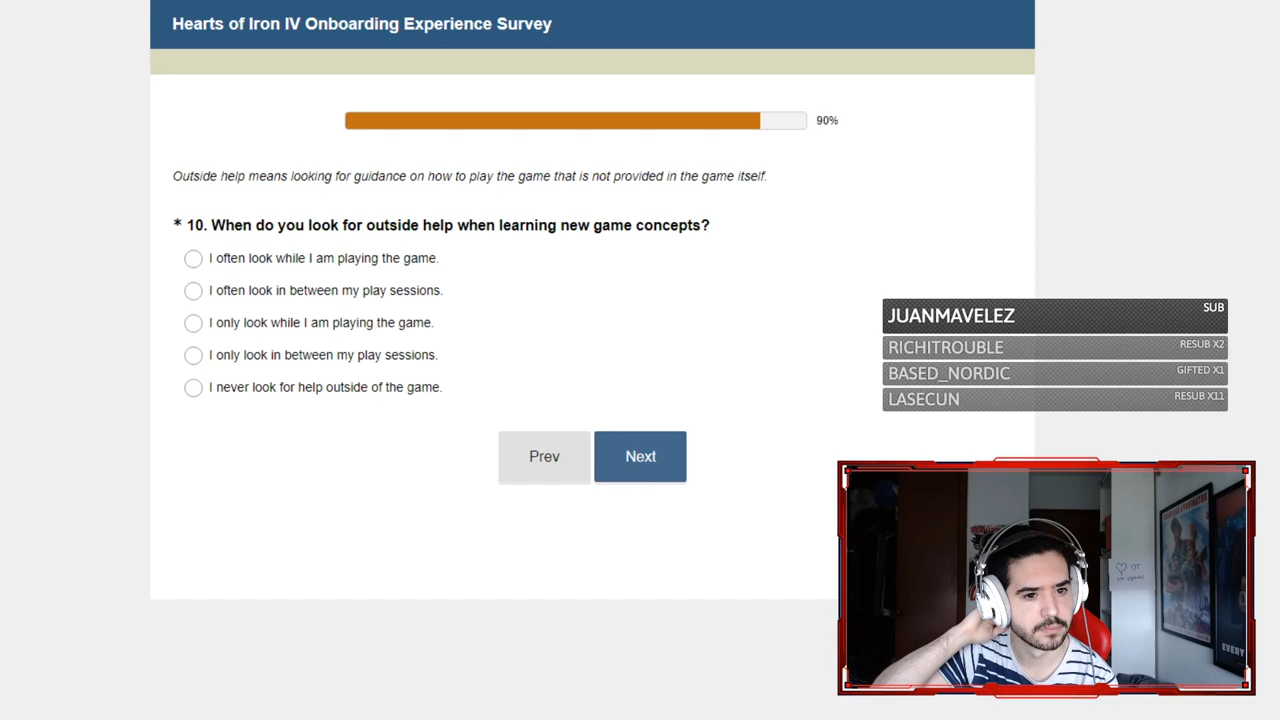 Hearts of Iron IV Onboarding Experience Survey
90%
Outside help means looking for guidance on how to play the game that is not provided in the game itself.
* 10. When do you look for outside help when learning new game concepts?
I often look while I am playing the game.
I often look in between my play sessions.
I only look while I am playing the game.
I only look in between my play sessions.
I never look for help outside of the game.
Prev Next
JUANMAVELEZ SUB
RICHITROUBLE RESUB X2
BASED_NORDIC GIFTED X1
LASECUN RESUB X11
EVERY